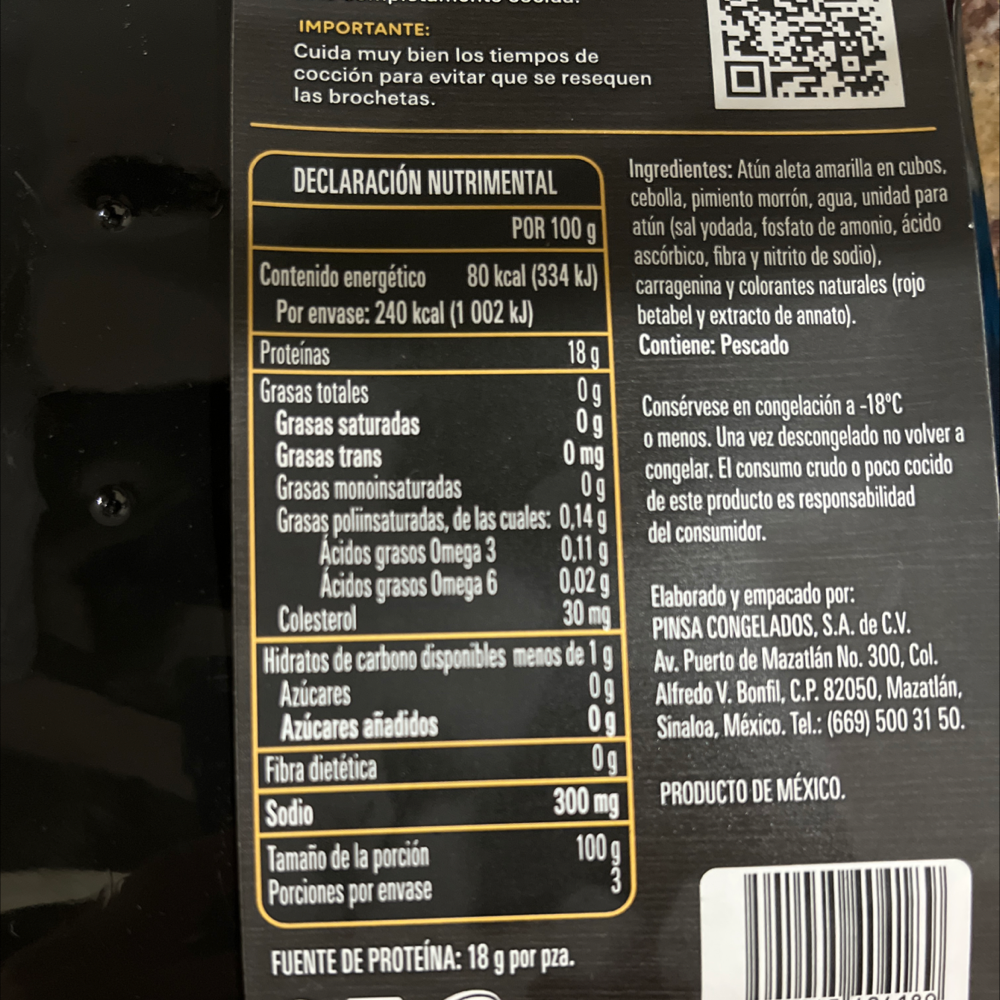 IMPORTANTE:
Cuida muy bien los tiempos de
cocción para evitar que se resequen
las brochetas.
DECLARACIÓN NUTRIMENTAL
POR 100 g
Contenido energético 80 kcal (334 kJ)
Por envase: 240 kcal (1 002 kJ)
Proteínas 18 g
Grasas totales 0 g
Grasas saturadas 0 g
Grasas trans 0 mg
Grasas monoinsaturadas 0 g
Grasas poliinsaturadas, de las cuales: 0,14 g
Ácidos grasos Omega 3 0,11 g
Ácidos grasos Omega 6 0,02 g
Colesterol 30 mg
Hidratos de carbono disponibles menos de 1 g
Azúcares 0 g
Azúcares añadidos 0 g
Fibra dietética 0 g
Sodio 300 mg
Tamaño de la porción 100 g
Porciones por envase 3
FUENTE DE PROTEÍNA: 18 g por pza.
Ingredientes: Atún aleta amarilla en cubos,
cebolla, pimiento morrón, agua, unidad para
atún (sal yodada, fosfato de amonio, ácido
ascórbico, fibra y nitrito de sodio),
carragenina y colorantes naturales (rojo
betabel y extracto de annato).
Contiene: Pescado
Consérvese en congelación a -18°C
o menos. Una vez descongelado no volver a
congelar. El consumo crudo o poco cocido
de este producto es responsabilidad
del consumidor.
Elaborado y empacado por:
PINSA CONGELADOS, S.A. de C.V.
Av. Puerto de Mazatlán No. 300, Col.
Alfredo V. Bonfil, C.P. 82050, Mazatlán,
Sinaloa, México. Tel.: (669) 500 31 50.
PRODUCTO DE MÉXICO.